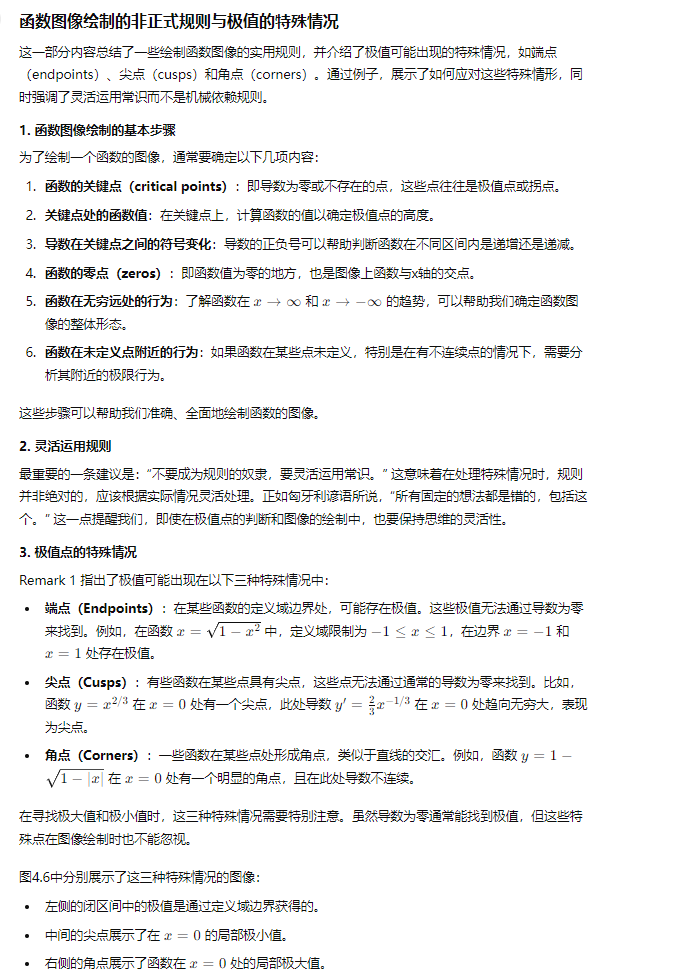 函数图像绘制的非正式规则与极值的特殊情况
这一部分内容总结了一些绘制函数图像的实用规则，并介绍了极值可能出现的特殊情况，如端点
（endpoints）、尖点（cusps）和角点（corners）。通过例子，展示了如何应对这些特殊情形，同
时强调了灵活运用常识而不是机械依赖规则。
1. 函数图像绘制的基本步骤
为了绘制一个函数的图像，通常要确定以下几项内容：
1. 函数的关键点（critical points）：即导数为零或不存在的点，这些点往往是极值点或拐点。
2. 关键点处的函数值：在关键点上，计算函数的值以确定极值点的高度。
3. 导数在关键点之间的符号变化：导数的正负号可以帮助判断函数在不同区间内是递增还是递减。
4. 函数的零点（zeros）：即函数值为零的地方，也是图像上函数与x轴的交点。
5. 函数在无穷远处的行为：了解函数在 x → ∞ 和 x → −∞ 的趋势，可以帮助我们确定函数图
像的整体形态。
6. 函数在未定义点附近的行为：如果函数在某些点未定义，特别是在有不连续点的情况下，需要分
析其附近的极限行为。
这些步骤可以帮助我们准确、全面地绘制函数的图像。
2. 灵活运用规则
最重要的一条建议是：“不要成为规则的奴隶，要灵活运用常识。”这意味着在处理特殊情况时，规则
并非绝对的，应该根据实际情况灵活处理。正如匈牙利谚语所说，“所有固定的想法都是错的，包括这
个。”这一点提醒我们，即使在极值点的判断和图像的绘制中，也要保持思维的灵活性。
3. 极值点的特殊情况
Remark 1 指出了极值可能出现在以下三种特殊情况中：
• 端点（Endpoints）：在某些函数的定义域边界处，可能存在极值。这些极值无法通过导数为零
来找到。例如，在函数 x = √(1 − x²) 中，定义域限制为 −1 ≤ x ≤ 1，在边界 x = −1 和
x = 1 处存在极值。
• 尖点（Cusps）：有些函数在某些点具有尖点，这些点无法通过通常的导数为零来找到。比如，
函数 y = x^{2/3} 在 x = 0 处有一个尖点，此处导数 y′ = 2/3 x^{−1/3} 在 x = 0 处趋向无穷大，表现
为尖点。
• 角点（Corners）：一些函数在某些点处形成角点，类似于直线的交汇。例如，函数 y = 1 −
√(1 − |x|) 在 x = 0 处有一个明显的角点，且在此处导数不连续。
在寻找极大值和极小值时，这三种特殊情况需要特别注意。虽然导数为零通常能找到极值，但这些特
殊点在图像绘制时也不能忽视。
图4.6中分别展示了这三种特殊情况的图像：
• 左侧的闭区间中的极值是通过定义域边界获得的。
• 中间的尖点展示了在 x = 0 的局部极小值。
• 右侧的角点展示了函数在 x = 0 处的局部极大值。